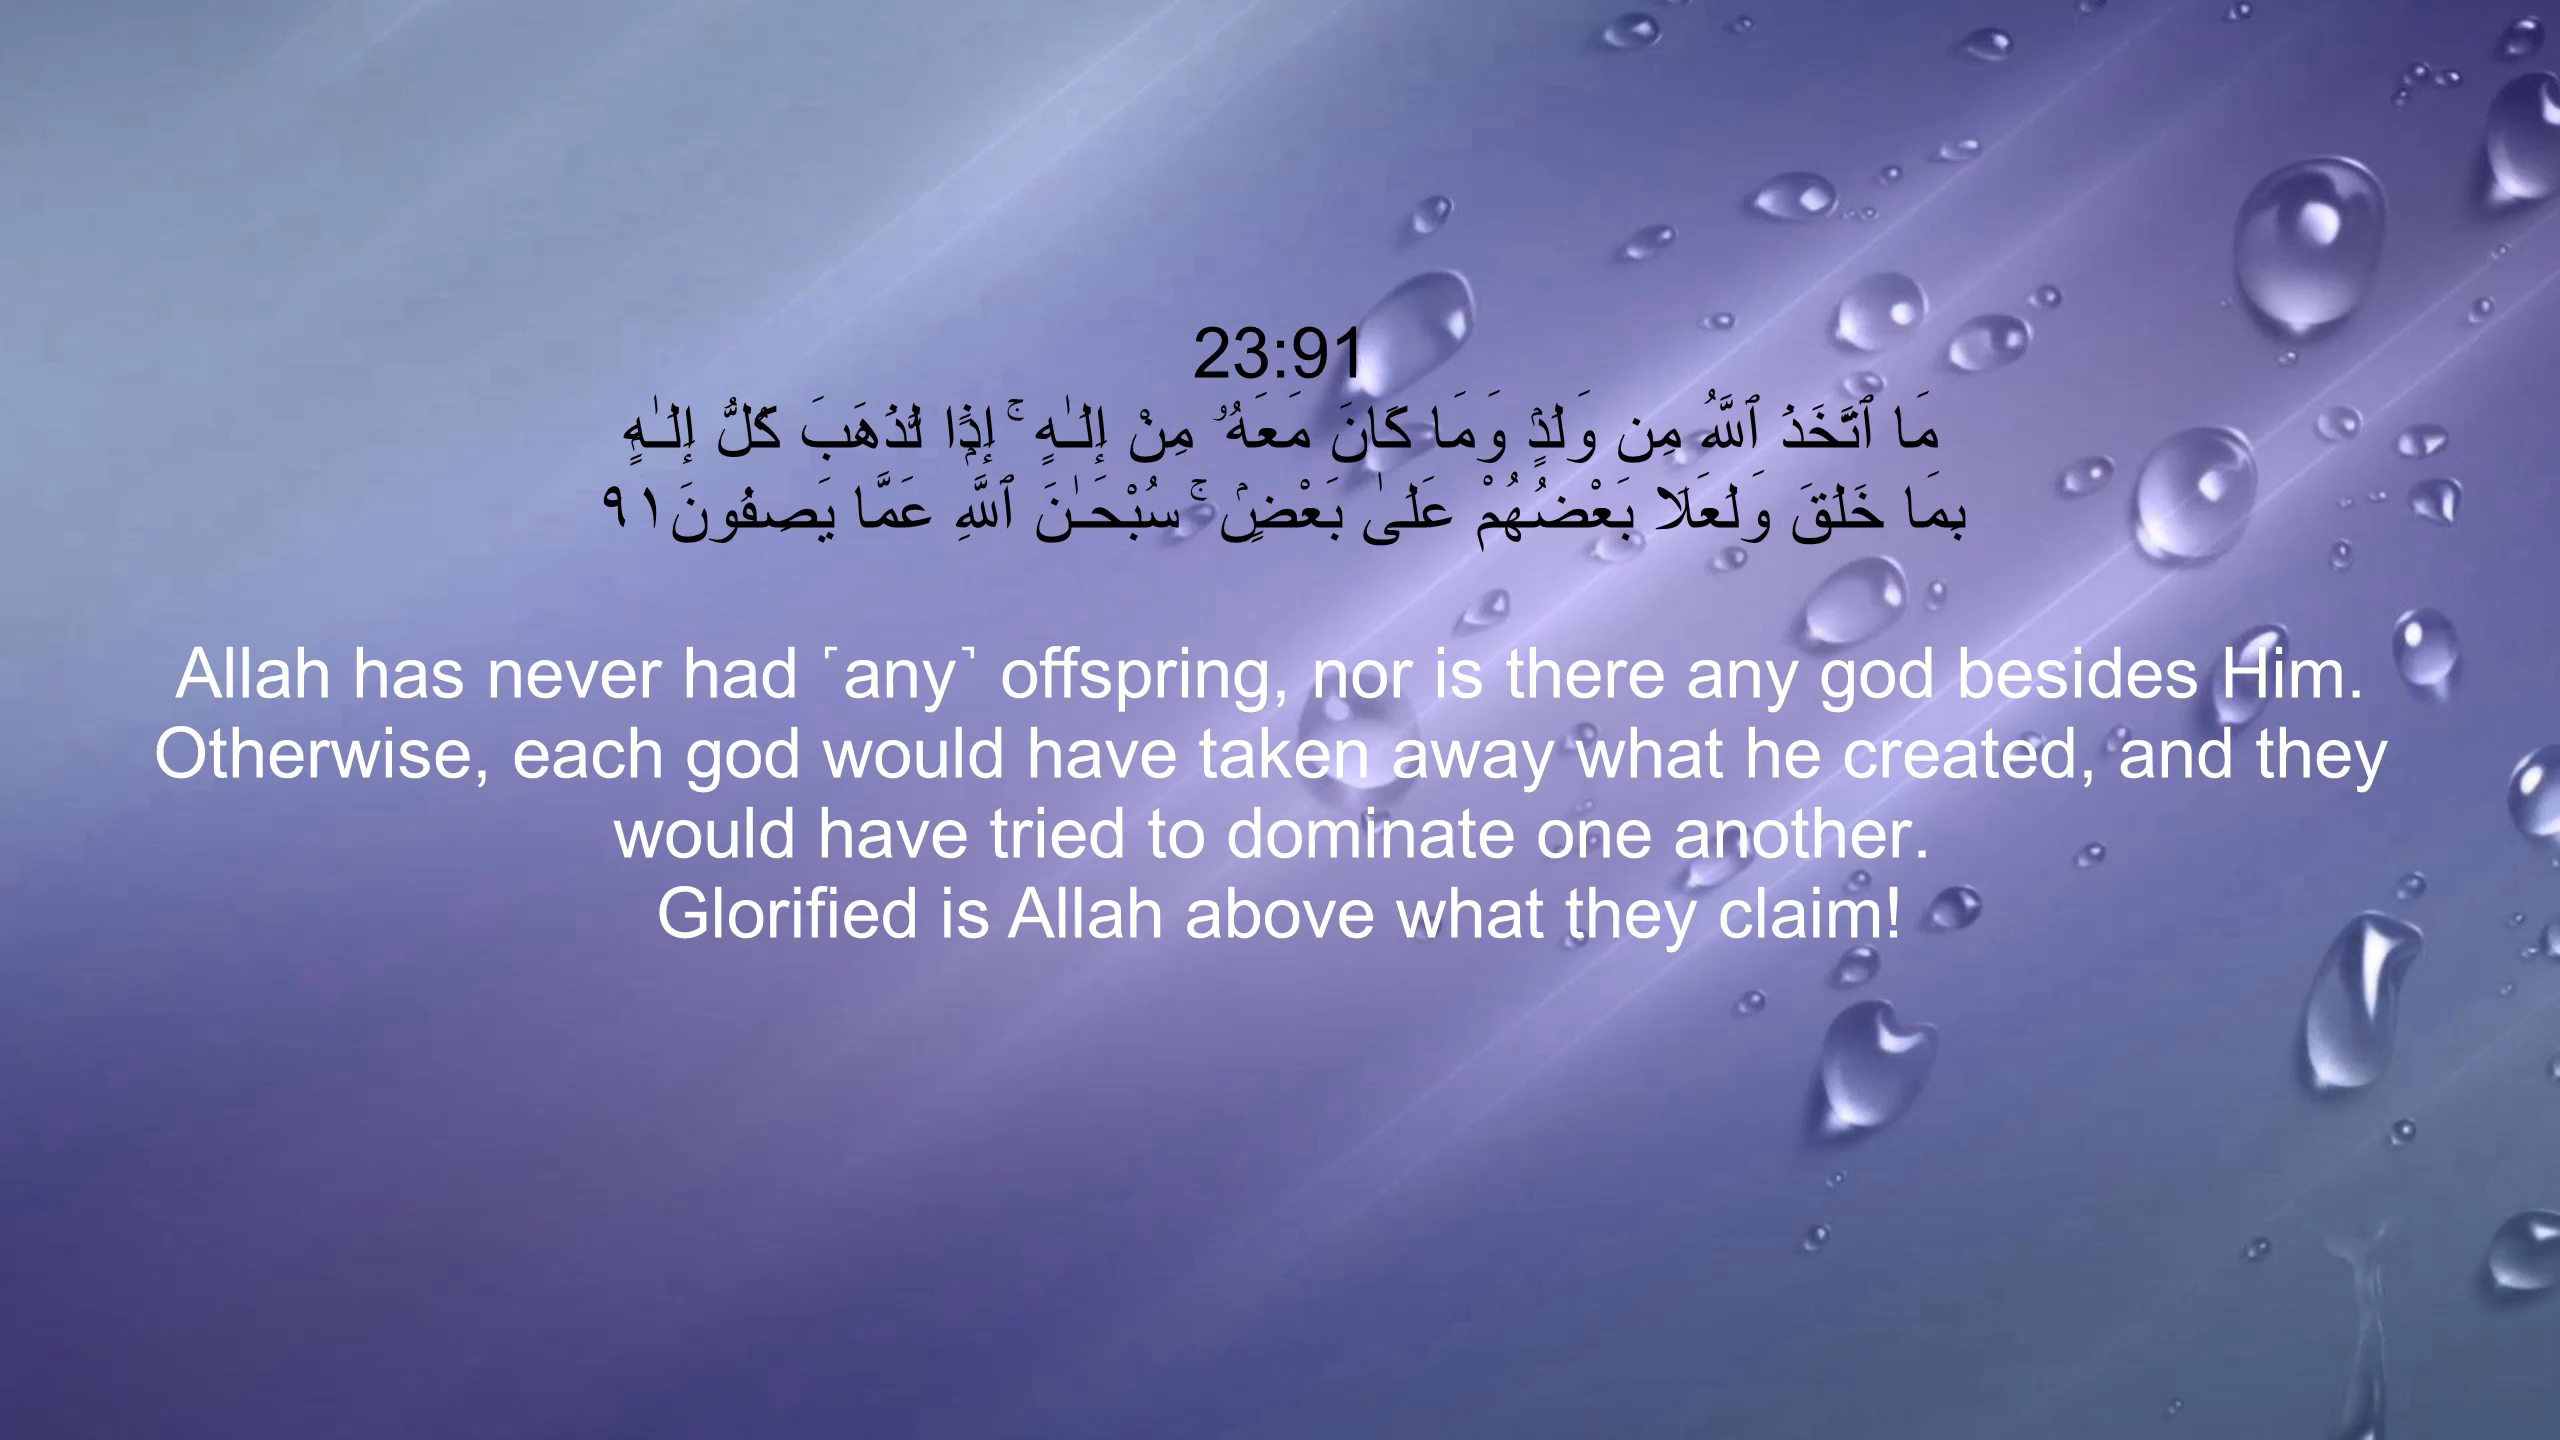 23:91
مَا ٱتَّخَذَ ٱللَّهُ مِن وَلَدٍۢ وَمَا كَانَ مَعَهُۥ مِنْ إِلَـٰهٍ ۚ إِذًۭا لَّذَهَبَ كُلُّ إِلَـٰهٍۭ
بِمَا خَلَقَ وَلَعَلَا بَعْضُهُمْ عَلَىٰ بَعْضٍۢ ۚ سُبْحَـٰنَ ٱللَّهِ عَمَّا يَصِفُونَ٩١
Allah has never had ˹any˺ offspring, nor is there any god besides Him.
Otherwise, each god would have taken away what he created, and they
would have tried to dominate one another.
Glorified is Allah above what they claim!